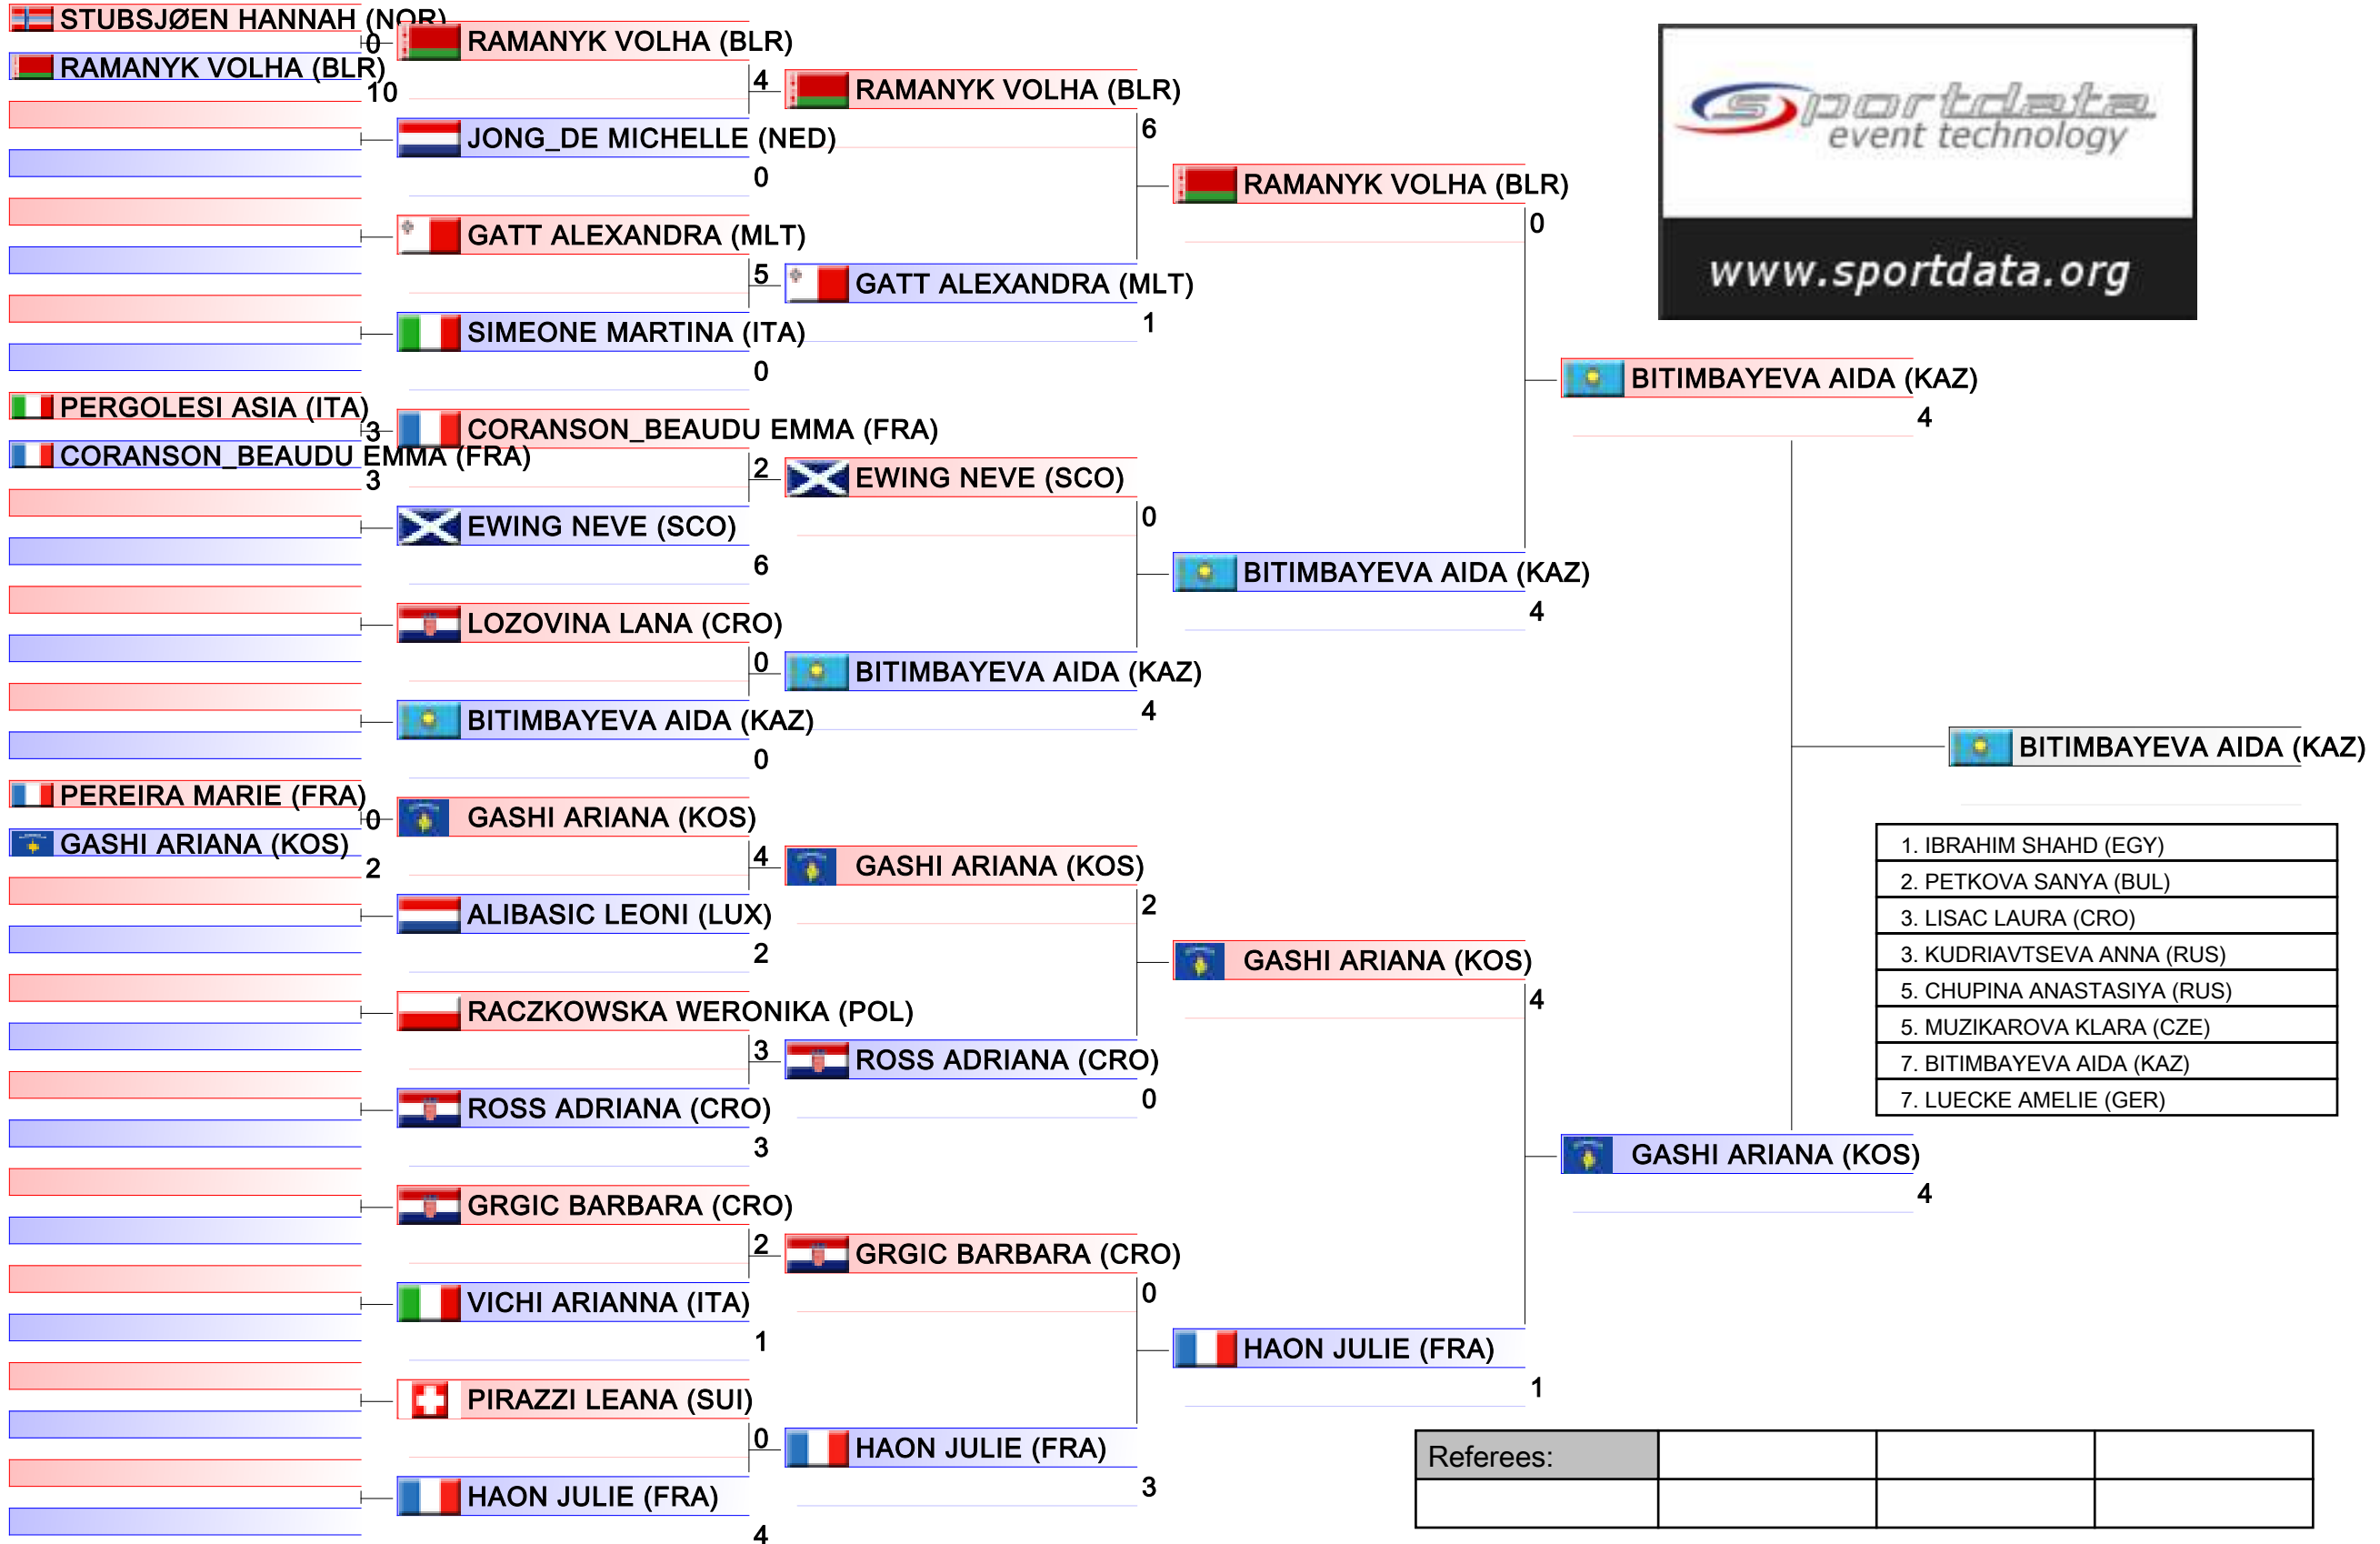 STUBSJØEN HANNAH (NOR)
0
RAMANYK VOLHA (BLR)
10
PERGOLESI ASIA (ITA)
3
CORANSON_BEAUDU EMMA (FRA)
3
PEREIRA MARIE (FRA)
0
GASHI ARIANA (KOS)
2
RAMANYK VOLHA (BLR)
4
JONG_DE MICHELLE (NED)
0
GATT ALEXANDRA (MLT)
5
SIMEONE MARTINA (ITA)
0
CORANSON_BEAUDU EMMA (FRA)
2
EWING NEVE (SCO)
6
LOZOVINA LANA (CRO)
0
BITIMBAYEVA AIDA (KAZ)
0
GASHI ARIANA (KOS)
4
ALIBASIC LEONI (LUX)
2
RACZKOWSKA WERONIKA (POL)
3
ROSS ADRIANA (CRO)
3
GRGIC BARBARA (CRO)
2
VICHI ARIANNA (ITA)
1
PIRAZZI LEANA (SUI)
0
HAON JULIE (FRA)
4
RAMANYK VOLHA (BLR)
6
GATT ALEXANDRA (MLT)
1
EWING NEVE (SCO)
0
BITIMBAYEVA AIDA (KAZ)
4
GASHI ARIANA (KOS)
2
ROSS ADRIANA (CRO)
0
GRGIC BARBARA (CRO)
0
HAON JULIE (FRA)
3
RAMANYK VOLHA (BLR)
0
BITIMBAYEVA AIDA (KAZ)
4
GASHI ARIANA (KOS)
4
HAON JULIE (FRA)
1
BITIMBAYEVA AIDA (KAZ)
4
GASHI ARIANA (KOS)
4
BITIMBAYEVA AIDA (KAZ)
sportdata
event technology
www.sportdata.org
1. IBRAHIM SHAHD (EGY)
2. PETKOVA SANYA (BUL)
3. LISAC LAURA (CRO)
3. KUDRIAVTSEVA ANNA (RUS)
5. CHUPINA ANASTASIYA (RUS)
5. MUZIKAROVA KLARA (CZE)
7. BITIMBAYEVA AIDA (KAZ)
7. LUECKE AMELIE (GER)
Referees: